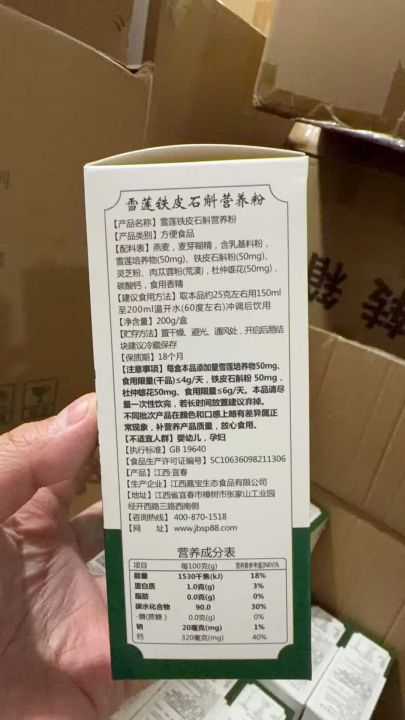 雪莲铁皮石斛营养粉
【产品名称】雪莲铁皮石斛营养粉
【产品类别】方便食品
【配料表】燕麦，麦芽糊精，含乳基料粉，
雪莲培养物(50mg)、铁皮石斛粉(50mg)、
灵芝粉、肉苁蓉粉(荒漠)，杜仲雄花(50mg)，
碳酸钙，食用香精
【建议食用方法】取本品约25克左右用150ml
至200ml温开水(60度左右)冲调后饮用
【净含量】200g/盒
【贮存方法】置干燥、避光、通风处，开启后易结
块建议冷藏保存
【保质期】18个月
【注意事项】每盒本品添加量雪莲培养物50mg,
食用限量(干品)≤4g/天，铁皮石斛粉 50mg，
杜仲雄花50mg、食用限量≤6g/天。本品请尽
量一次性饮完，若长时间放置建议弃掉。
不同批次产品在颜色和口感上略有差异属正
常现象，补营养产品质量，放心食用。
【不适宜人群】婴幼儿，孕妇
【执行标准】GB 19640
【食品生产许可证编号】SC10636098211306
【产地】江西·宜春
【生产企业】江西嘉宝生态食品有限公司
【地址】江西省宜春市樟树市张家山工业园
经开西路三路西南侧
【咨询热线】400-870-1518
【网 址】www.jbsp88.com
营养成分表
项目 每100克(g) 营养素参考值(NRV)%
能量 1530千焦(kJ) 18%
蛋白质 1.0克(g) 3%
脂肪 0.0克(g) 0%
碳水化合物 90.0 30%
-糖(蔗糖) 0.0克(g) 0%
钠 20毫克(mg) 1%
钙 320毫克(mg) 40%
转
箱